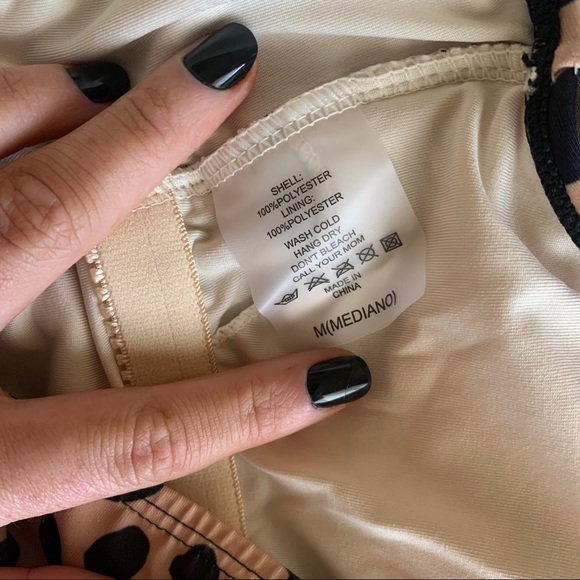 SHELL:
100%POLYESTER
LINING:
100%POLYESTER
WASH COLD
HANG DRY
DON'T BLEACH
CALL YOUR MOM
MADE IN
CHINA
M(MEDIANO)